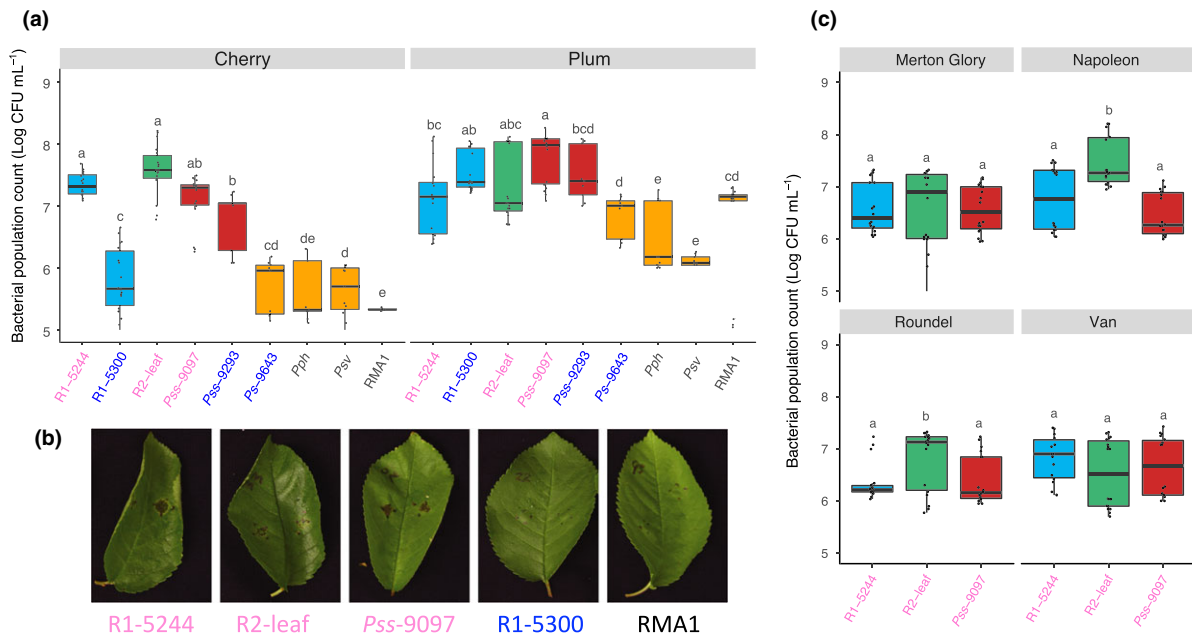 (a)
Cherry
Plum
Bacterial population count (Log CFU mL⁻¹)
9
8
7
6
5
a
c
a
ab
b
cd
de
d
e
bc
ab
abc
a
bcd
d
e
e
cd
R1-5244
R1-5300
R2-leaf
Pss-9097
Pss-9293
Ps-9643
Pph
Psv
RMA1
R1-5244
R1-5300
R2-leaf
Pss-9097
Pss-9293
Ps-9643
Pph
Psv
RMA1
(b)
R1-5244
R2-leaf
Pss-9097
R1-5300
RMA1
(c)
Bacterial population count (Log CFU mL⁻¹)
Merton Glory
Napoleon
9
8
7
6
5
a
a
a
a
b
a
Roundel
Van
9
8
7
6
5
a
b
a
a
a
a
R1-5244
R2-leaf
Pss-9097
R1-5244
R2-leaf
Pss-9097